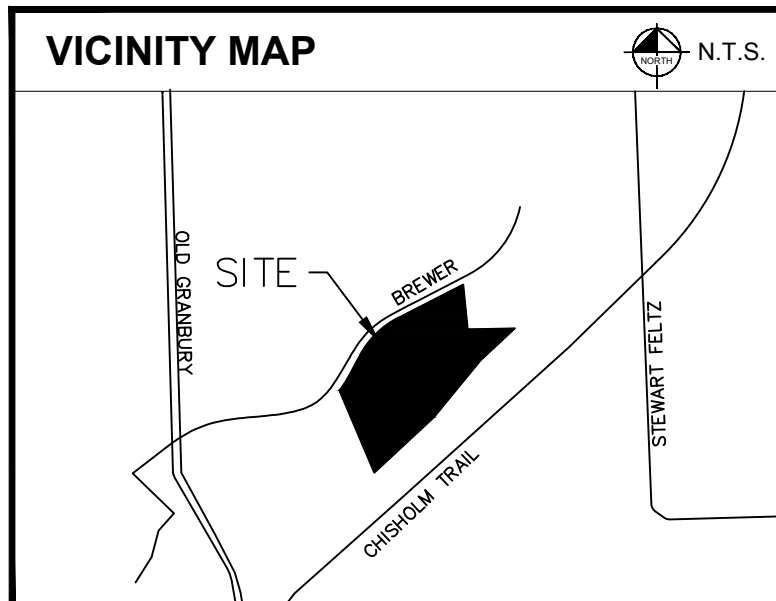 VICINITY MAP
NORTH
N.T.S.
OLD GRANBURY
SITE
BREWER
STEWART FELTZ
CHISHOLM TRAIL